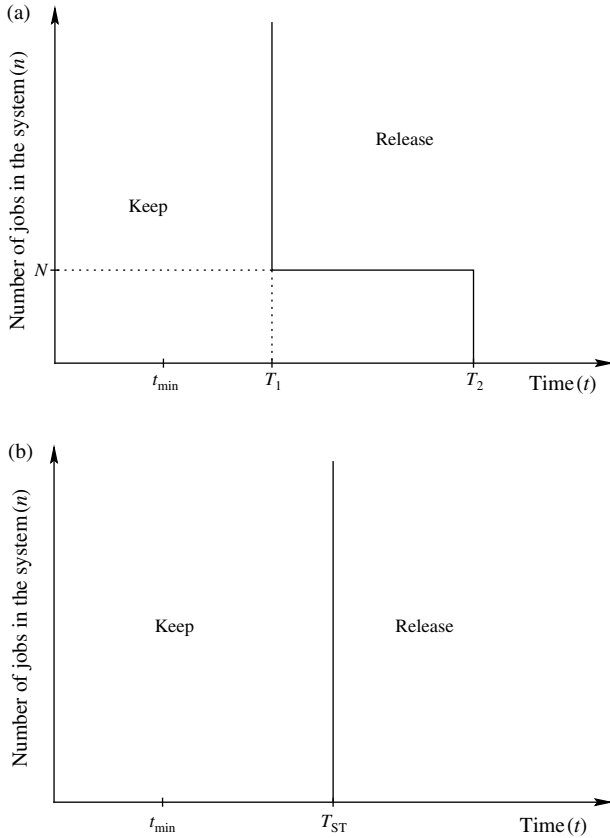 (a)
Number of jobs in the system (n)
Release
Keep
N
t_min
T_1
T_2
Time (t)
(b)
Number of jobs in the system (n)
Keep
Release
t_min
T_ST
Time (t)